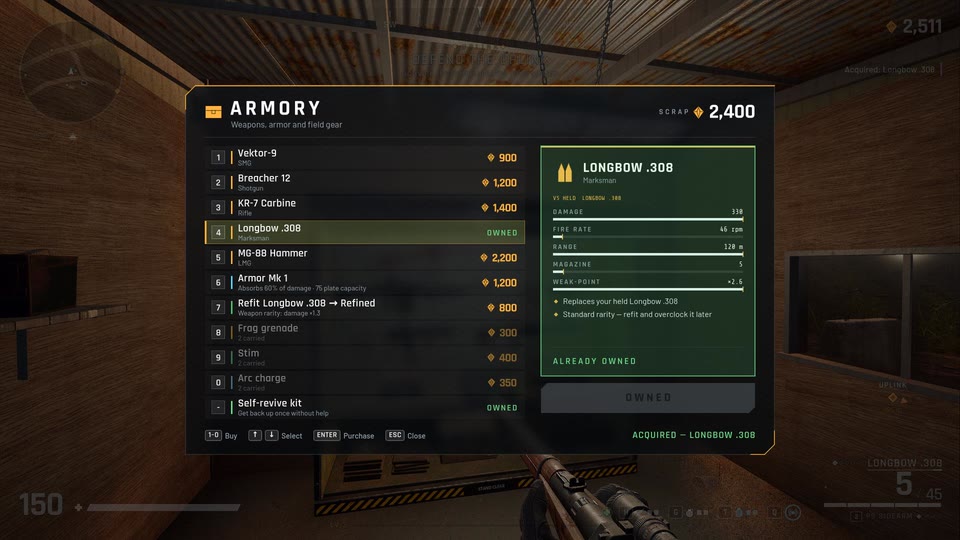 2,511
Acquired: Longbow .308
ARMORY
Weapons, armor and field gear
SCRAP 2,400
1 Vektor-9 900
SMG
2 Breacher 12 1,200
Shotgun
3 KR-7 Carbine 1,400
Rifle
4 Longbow .308 OWNED
Marksman
5 MG-88 Hammer 2,200
LMG
6 Armor Mk 1 1,200
Absorbs 60% of damage · 75 plate capacity
7 Refit Longbow .308 → Refined 800
Weapon rarity: damage ×1.3
8 Frag grenade 300
2 carried
9 Stim 400
2 carried
0 Arc charge 350
2 carried
- Self-revive kit OWNED
Get back up once without help
1-0 Buy ↑ ↓ Select ENTER Purchase ESC Close
LONGBOW .308
Marksman
VS HELD LONGBOW .308
DAMAGE 330
FIRE RATE 46 rpm
RANGE 120 m
MAGAZINE 5
WEAK-POINT ×2.6
Replaces your held Longbow .308
Standard rarity — refit and overclock it later
ALREADY OWNED
OWNED
ACQUIRED — LONGBOW .308
UPLINK
150
LONGBOW .308
5 / 45